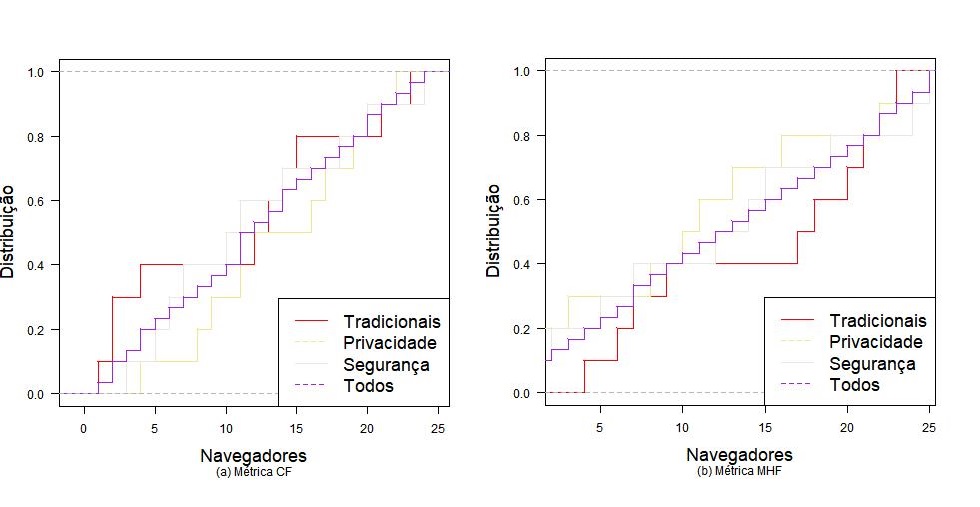 Distribuição
1.0
0.8
0.6
0.4
0.2
0.0
0 5 10 15 20 25
Tradicionais
Privacidade
Segurança
Todos
Navegadores
(a) Métrica CF
Distribuição
1.0
0.8
0.6
0.4
0.2
0.0
5 10 15 20 25
Tradicionais
Privacidade
Segurança
Todos
Navegadores
(b) Métrica MHF